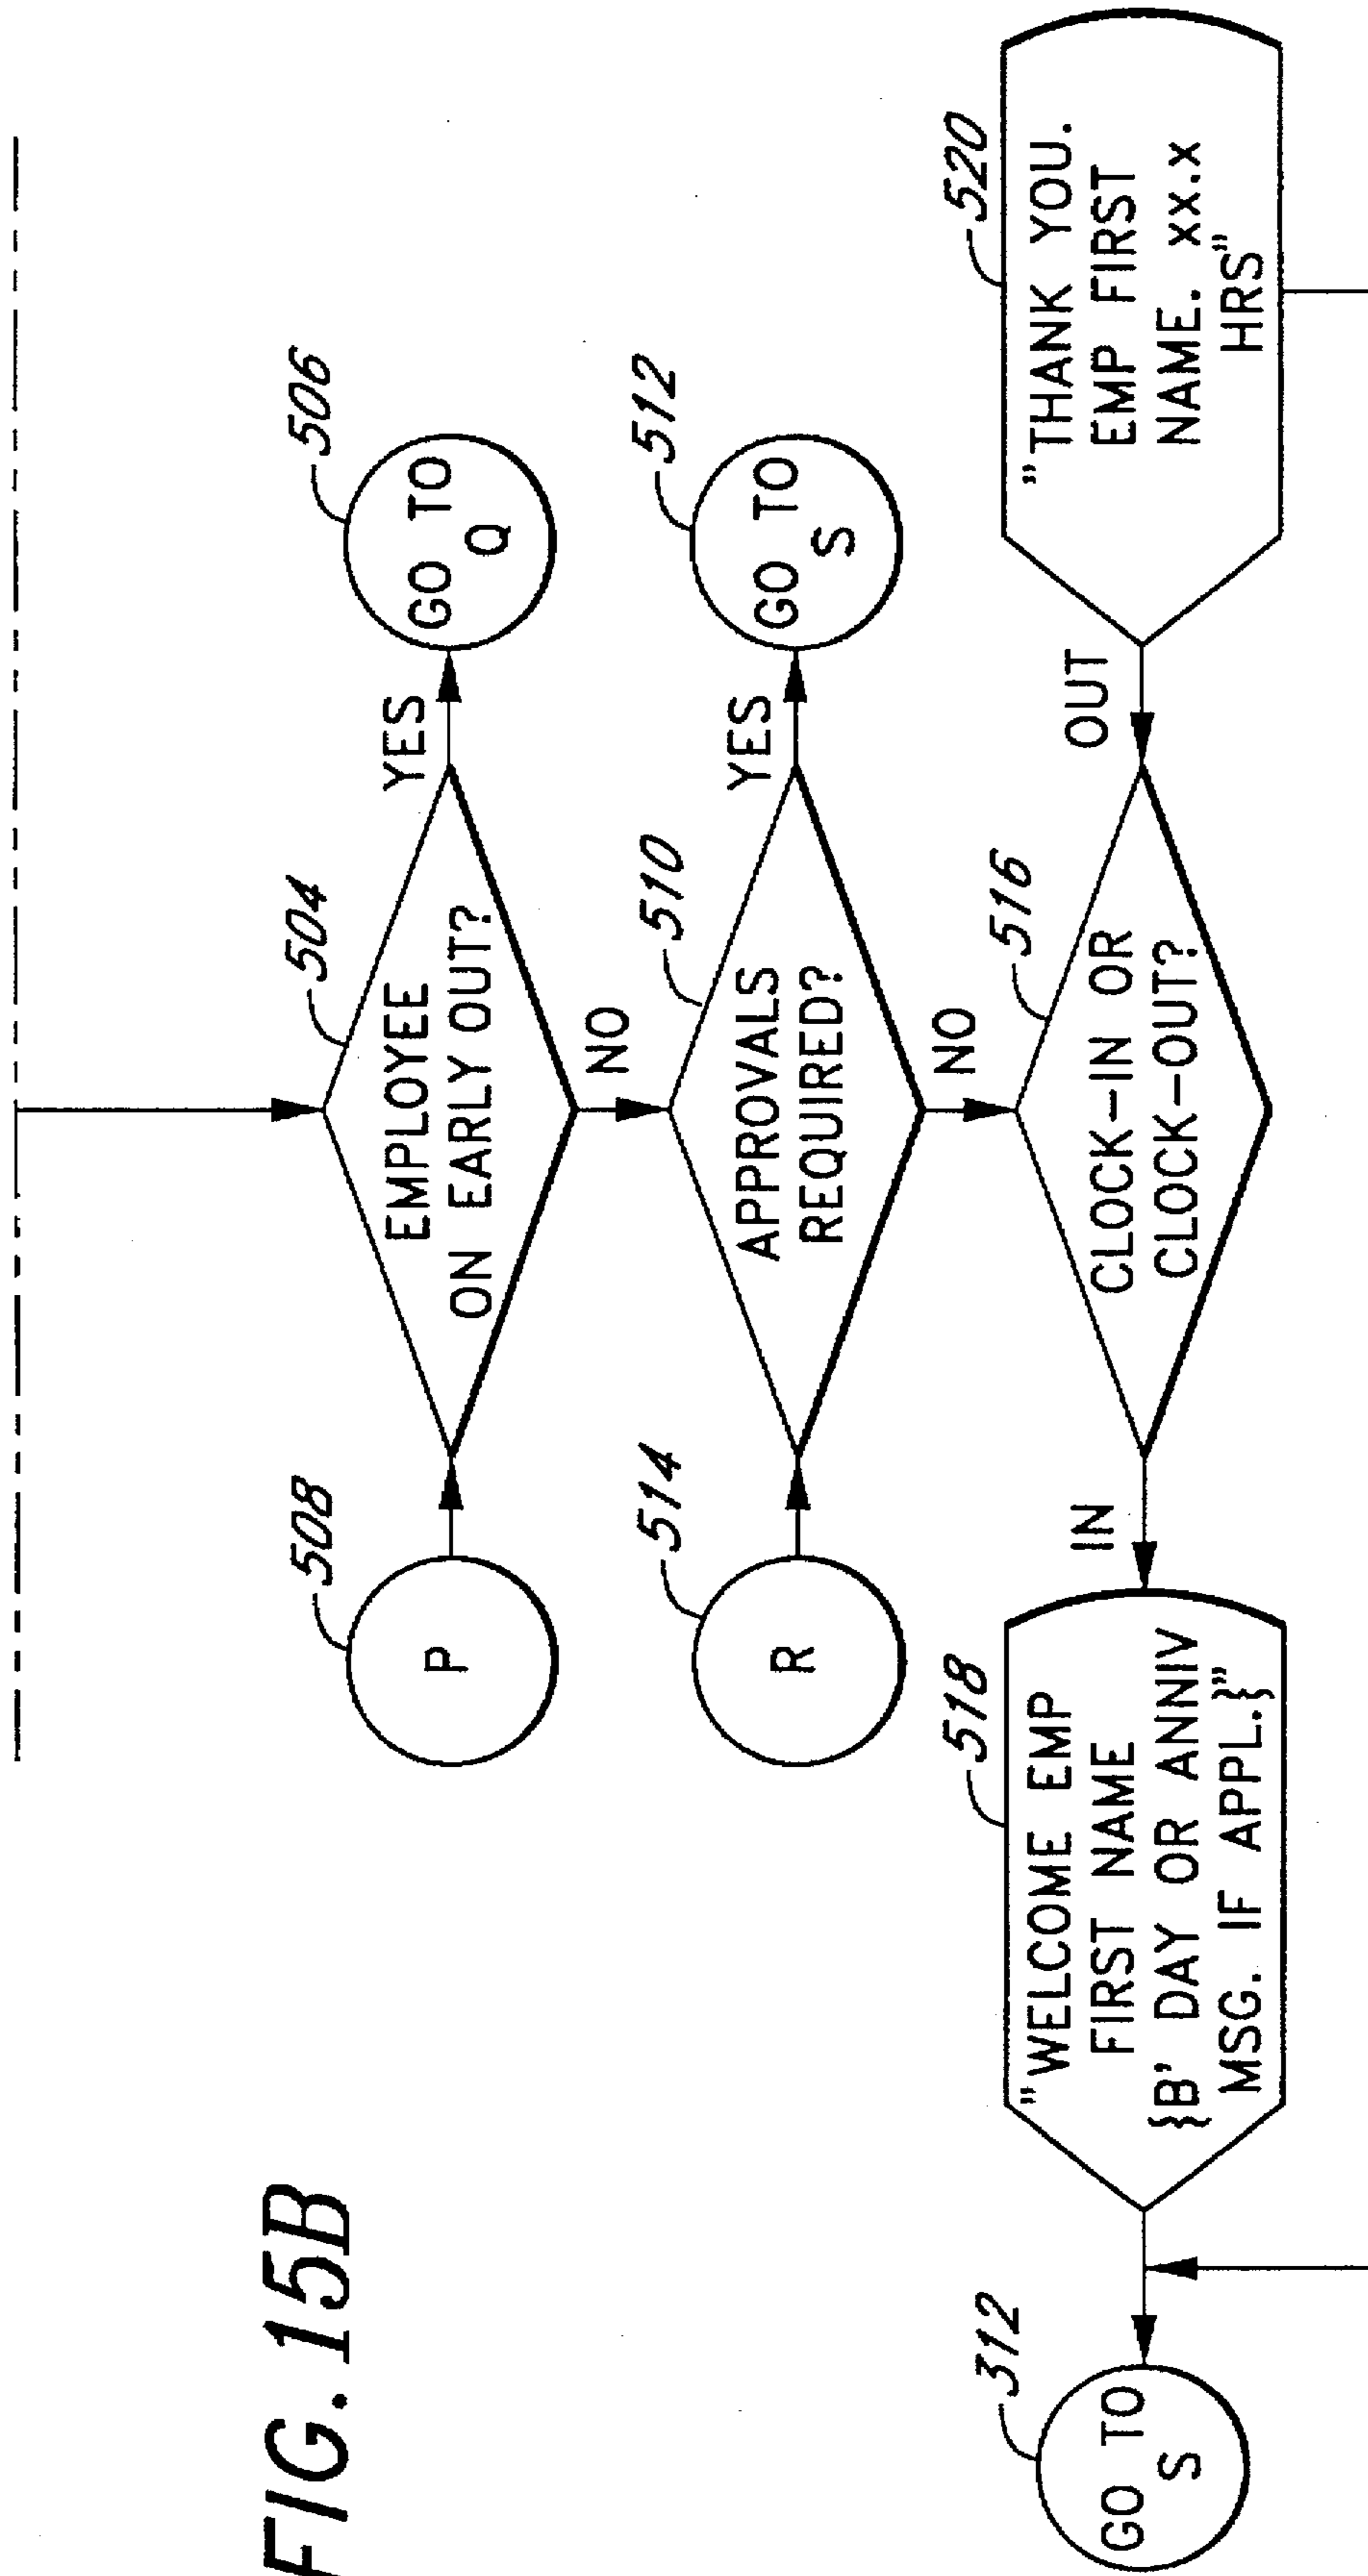 FIG. 15B
504
EMPLOYEE
ON EARLY OUT?
YES
506
GO TO
Q
508
P
NO
510
APPROVALS
REQUIRED?
YES
512
GO TO
S
514
R
NO
516
CLOCK-IN OR
CLOCK-OUT?
IN
OUT
518
"WELCOME EMP
FIRST NAME
{B' DAY OR ANNIV
MSG. IF APPL.}"
520
"THANK YOU.
EMP FIRST
NAME. xx.x
HRS"
312
GO TO
S